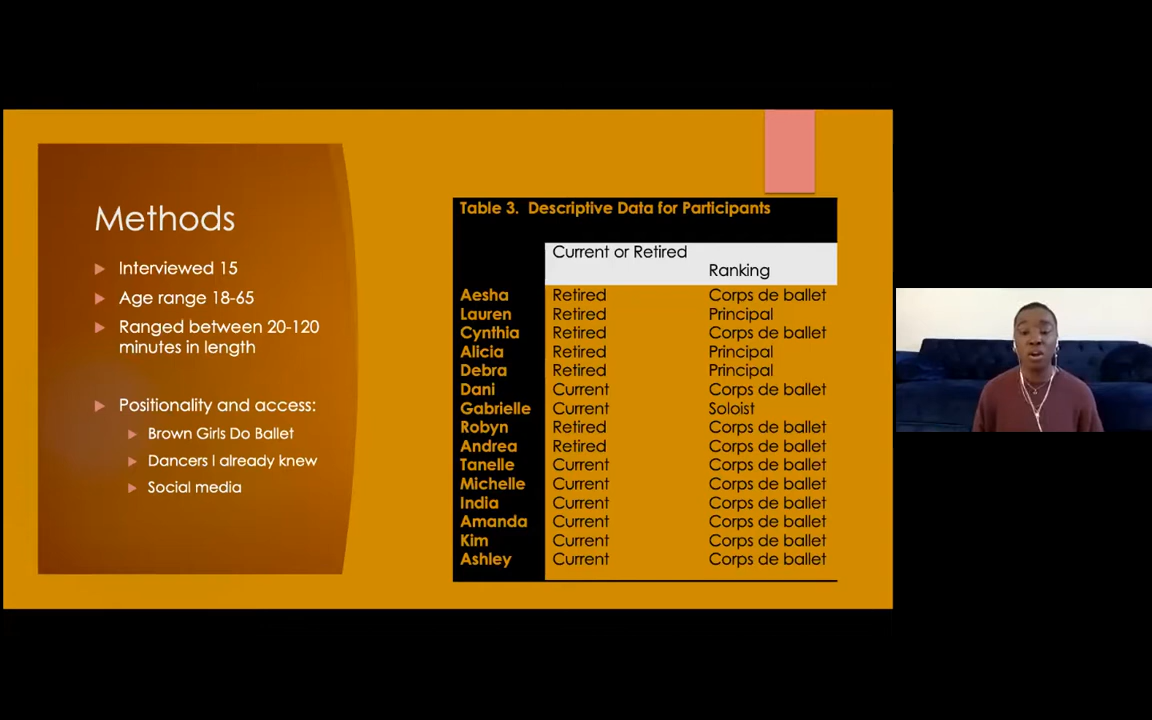 Methods
Interviewed 15
Age range 18-65
Ranged between 20-120
minutes in length
Positionality and access:
Brown Girls Do Ballet
Dancers I already knew
Social media
Table 3.  Descriptive Data for Participants
Current or Retired
Ranking
Aesha Retired Corps de ballet
Lauren Retired Principal
Cynthia Retired Corps de ballet
Alicia Retired Principal
Debra Retired Principal
Dani Current Corps de ballet
Gabrielle Current Soloist
Robyn Retired Corps de ballet
Andrea Retired Corps de ballet
Tanelle Current Corps de ballet
Michelle Current Corps de ballet
India Current Corps de ballet
Amanda Current Corps de ballet
Kim Current Corps de ballet
Ashley Current Corps de ballet